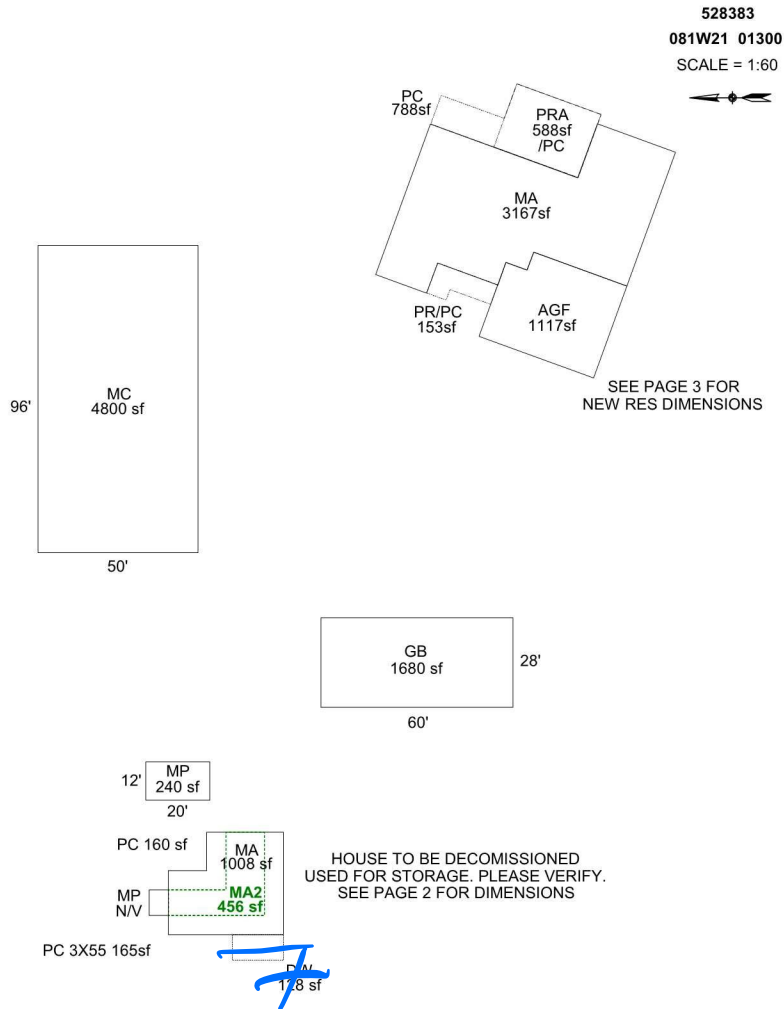 528383
081W21 01300
SCALE = 1:60
PC
788sf
PRA
588sf
/PC
MA
3167sf
PR/PC
153sf
AGF
1117sf
SEE PAGE 3 FOR
NEW RES DIMENSIONS
MC
4800 sf
96'
50'
GB
1680 sf
28'
60'
MP
240 sf
12'
20'
PC 160 sf
MA
1008 sf
MA2
456 sf
MP
N/V
HOUSE TO BE DECOMISSIONED
USED FOR STORAGE. PLEASE VERIFY.
SEE PAGE 2 FOR DIMENSIONS
PC 3X55 165sf
DW
128 sf